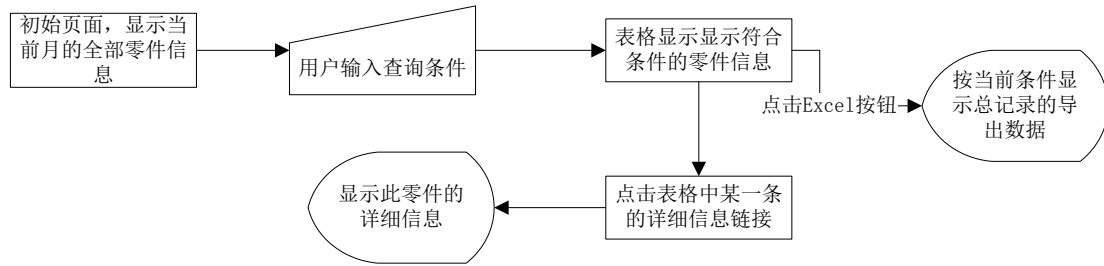 初始页面，显示当
前月的全部零件信
息
用户输入查询条件
表格显示显示符合
条件的零件信息
点击Excel按钮
按当前条件显
示总记录的导
出数据
显示此零件的
详细信息
点击表格中某一条
的详细信息链接